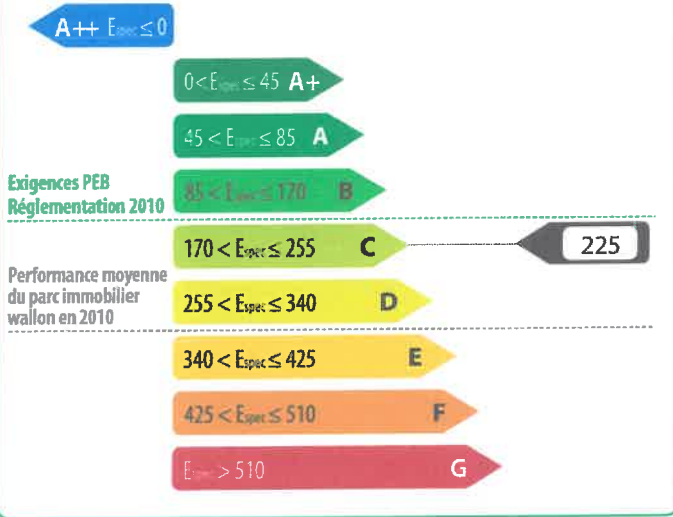 A++ Espec ≤ 0
0 < Espec ≤ 45 A+
45 < Espec ≤ 85 A
Exigences PEB
Réglementation 2010
85 < Espec ≤ 170 B
170 < Espec ≤ 255 C
225
Performance moyenne
du parc immobilier
wallon en 2010
255 < Espec ≤ 340 D
340 < Espec ≤ 425 E
425 < Espec ≤ 510 F
Espec > 510 G